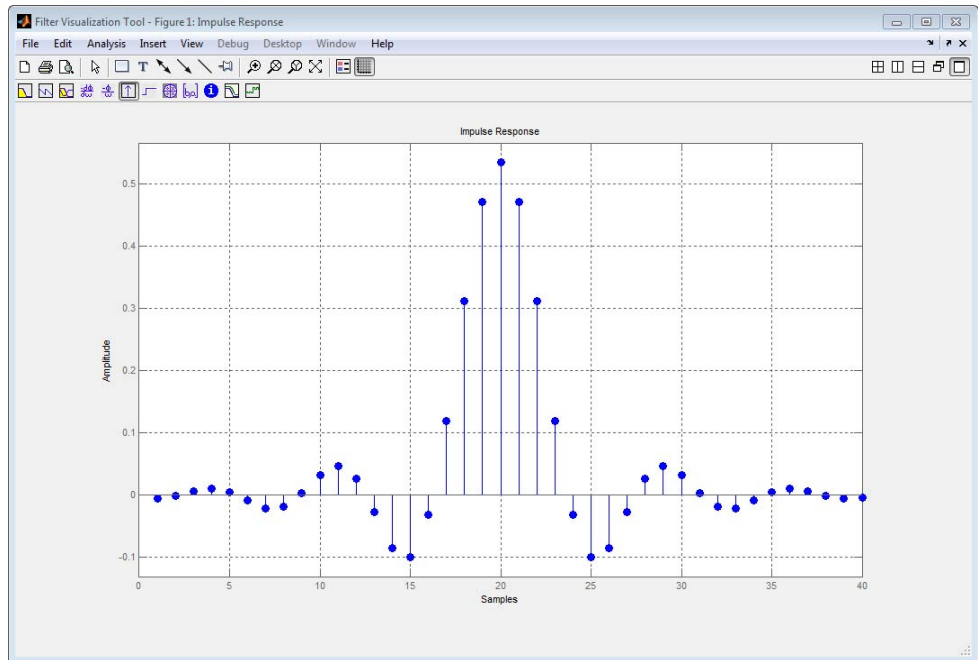 Filter Visualization Tool - Figure 1: Impulse Response
File Edit Analysis Insert View Debug Desktop Window Help
T
Impulse Response
0.5
0.4
0.3
0.2
0.1
0
-0.1
Amplitude
0 5 10 15 20 25 30 35 40
Samples